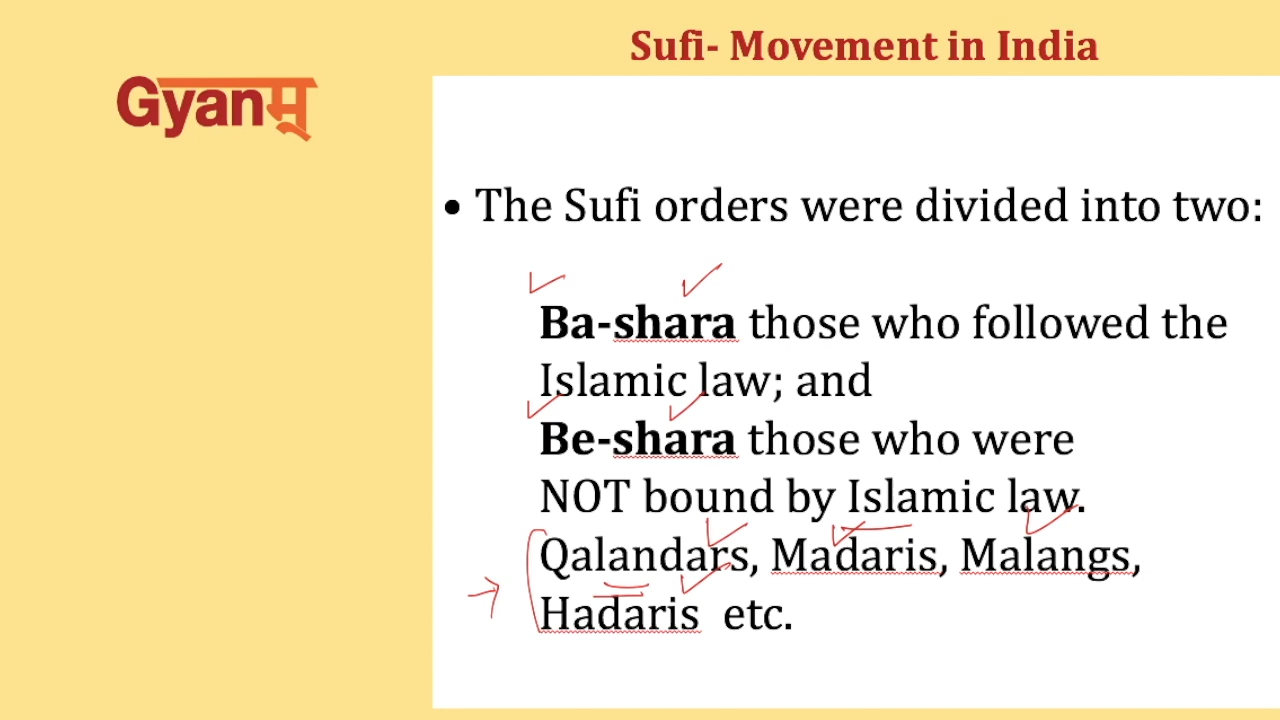 Sufi- Movement in India
Gyanम्
• The Sufi orders were divided into two:
Ba-shara those who followed the
Islamic law; and
Be-shara those who were
NOT bound by Islamic law.
Qalandars, Madaris, Malangs,
Hadaris etc.